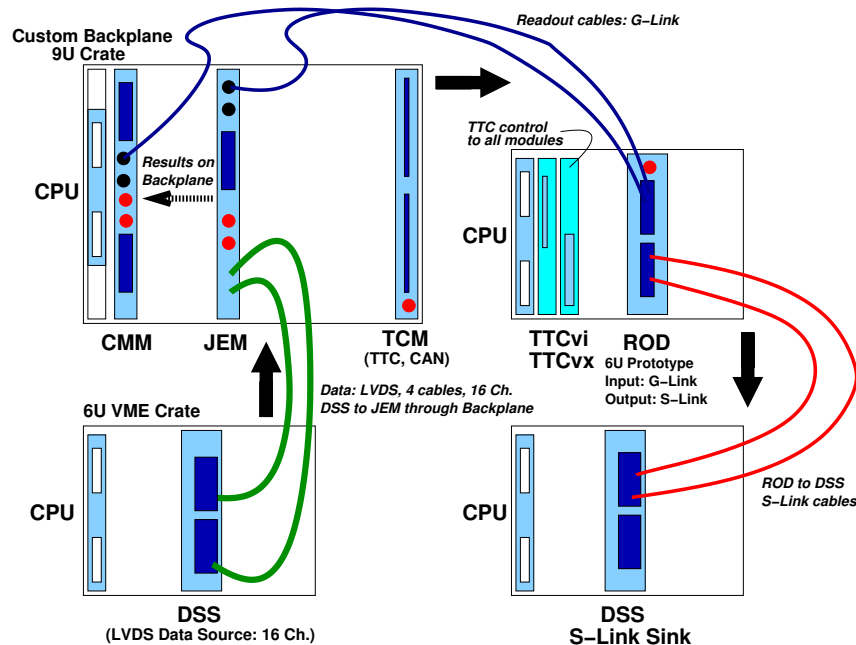 Readout cables: G−Link
Custom Backplane
9U Crate
TTC control
to all modules
Results on
Backplane
CPU
CPU
CMM
JEM
TCM
(TTC, CAN)
TTCvi
TTCvx
ROD
6U Prototype
Input: G−Link
Output: S−Link
Data: LVDS, 4 cables, 16 Ch.
DSS to JEM through Backplane
6U VME Crate
ROD to DSS
S−Link cables
CPU
CPU
DSS
(LVDS Data Source: 16 Ch.)
DSS
S−Link Sink